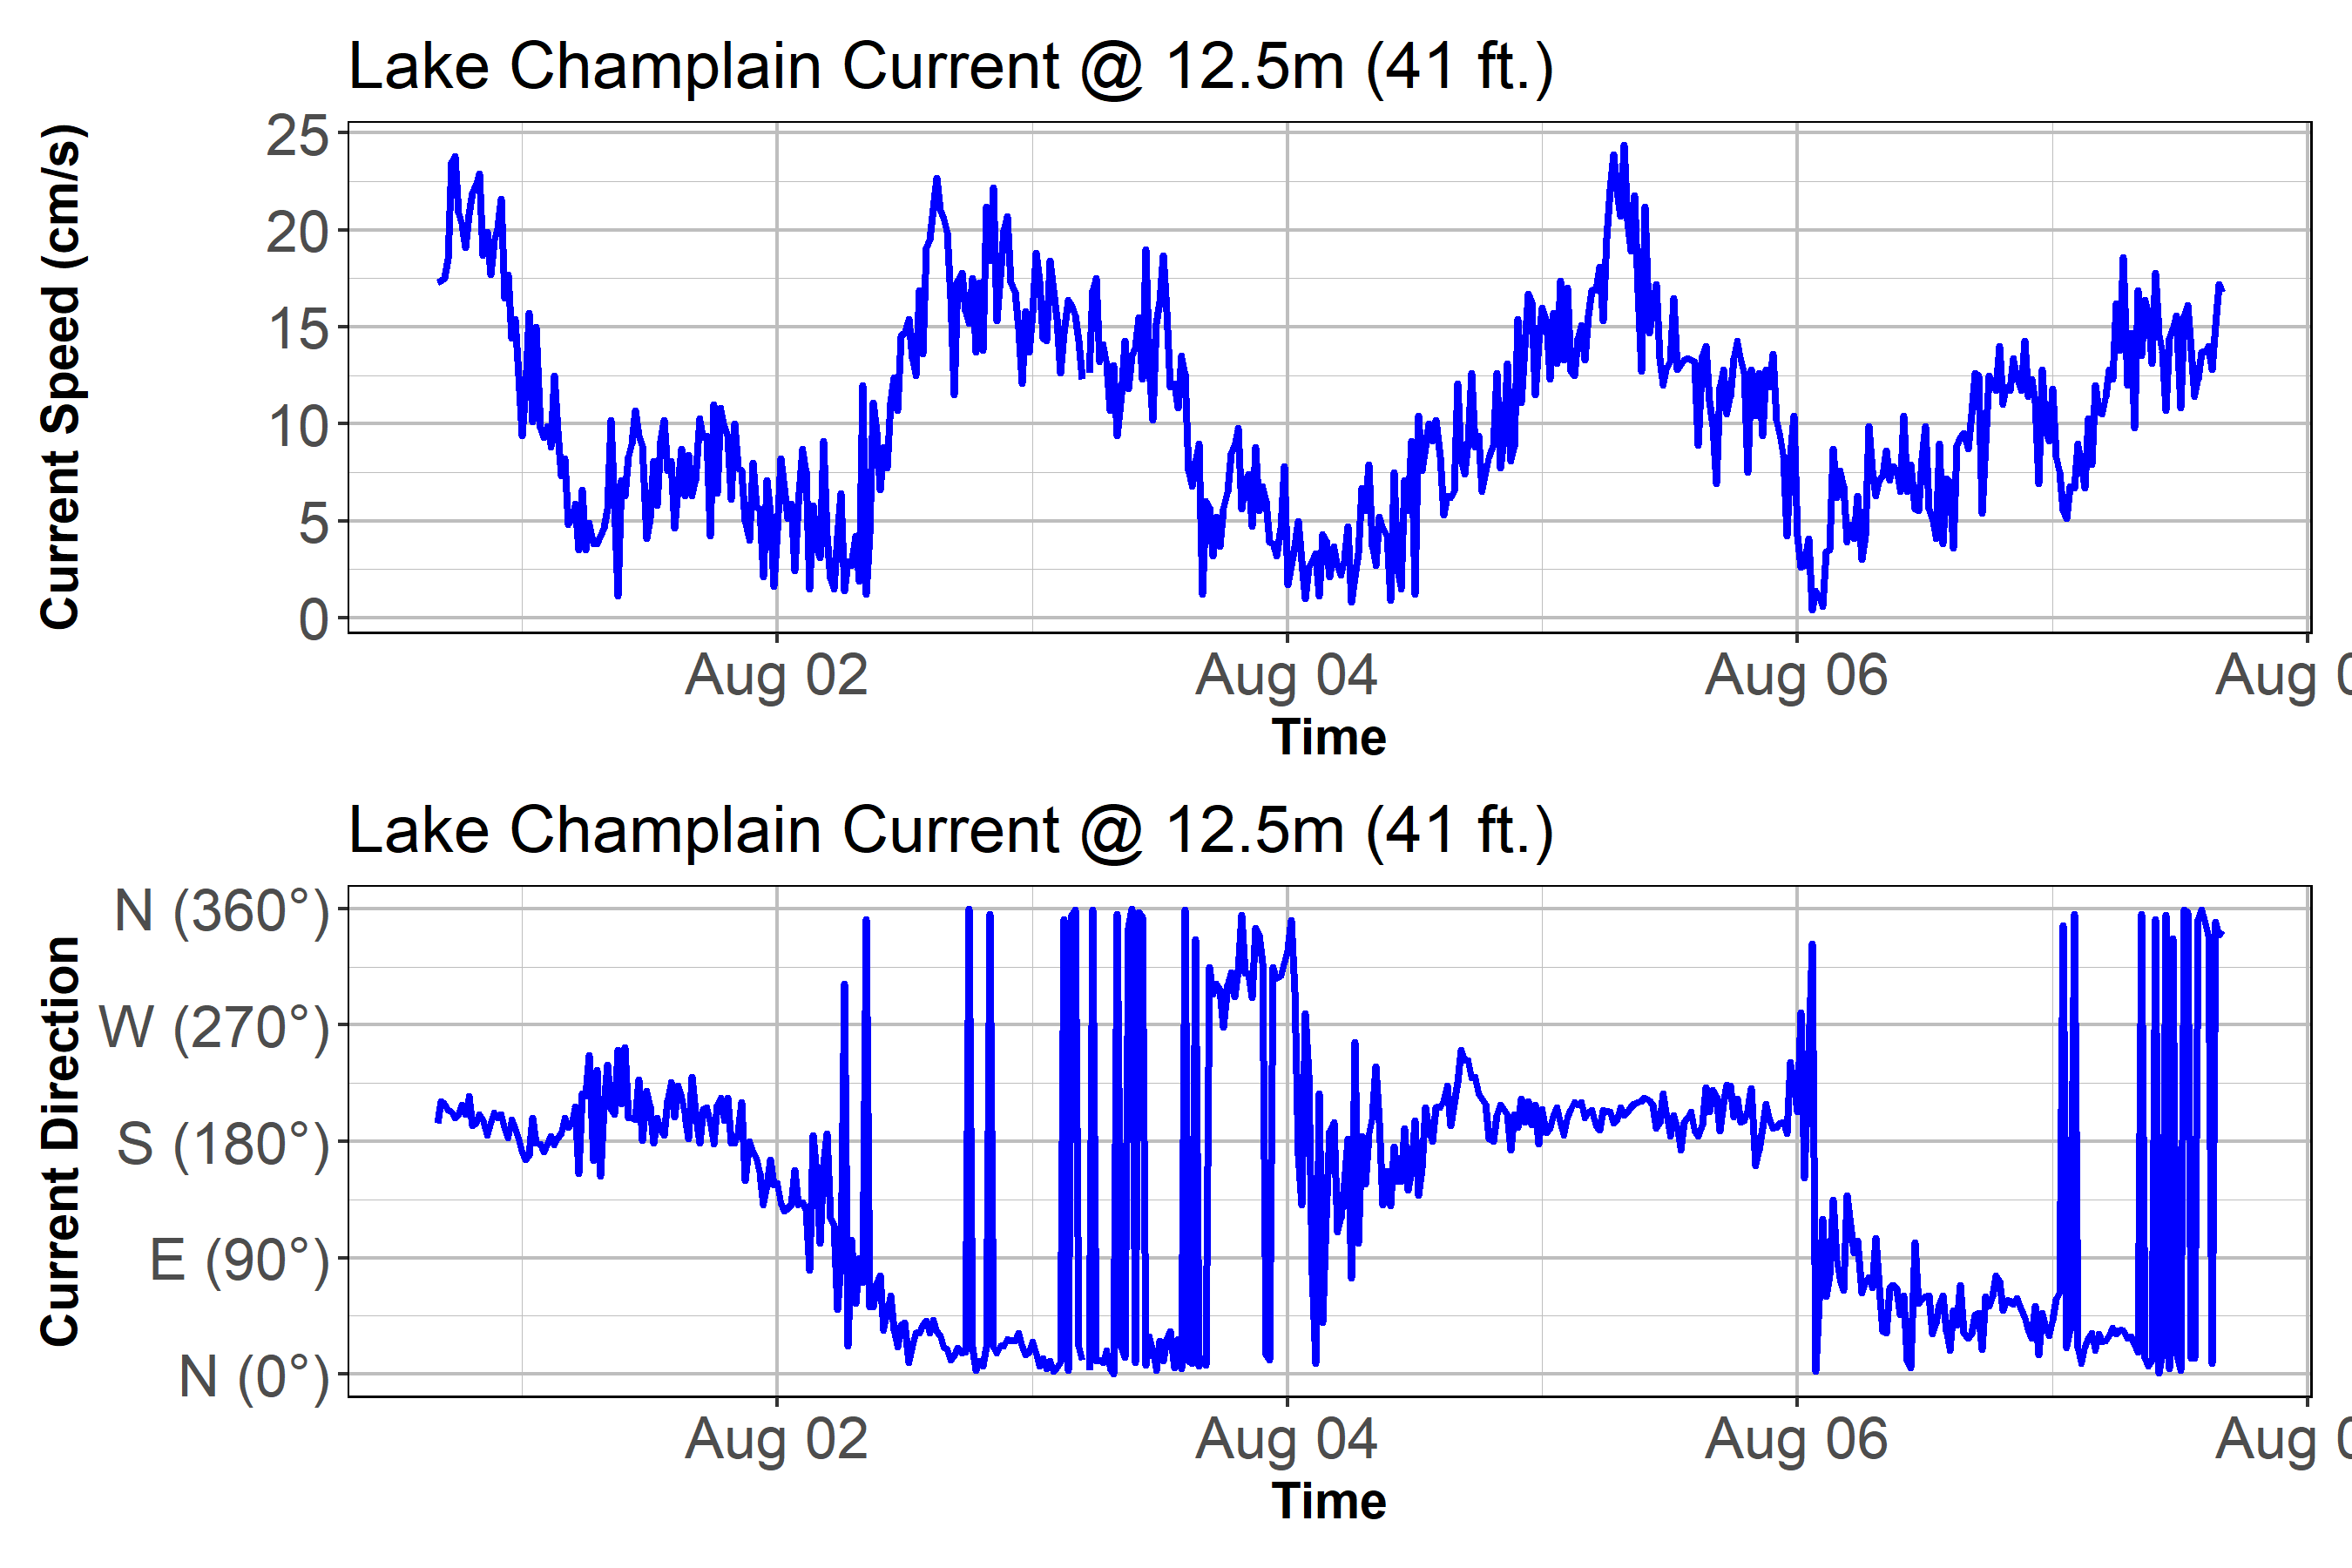 Lake Champlain Current @ 12.5m (41 ft.)
Current Speed (cm/s)
25
20
15
10
5
0
Aug 02
Aug 04
Aug 06
Aug 0
Time
Lake Champlain Current @ 12.5m (41 ft.)
Current Direction
N (360°)
W (270°)
S (180°)
E (90°)
N (0°)
Aug 02
Aug 04
Aug 06
Aug 0
Time